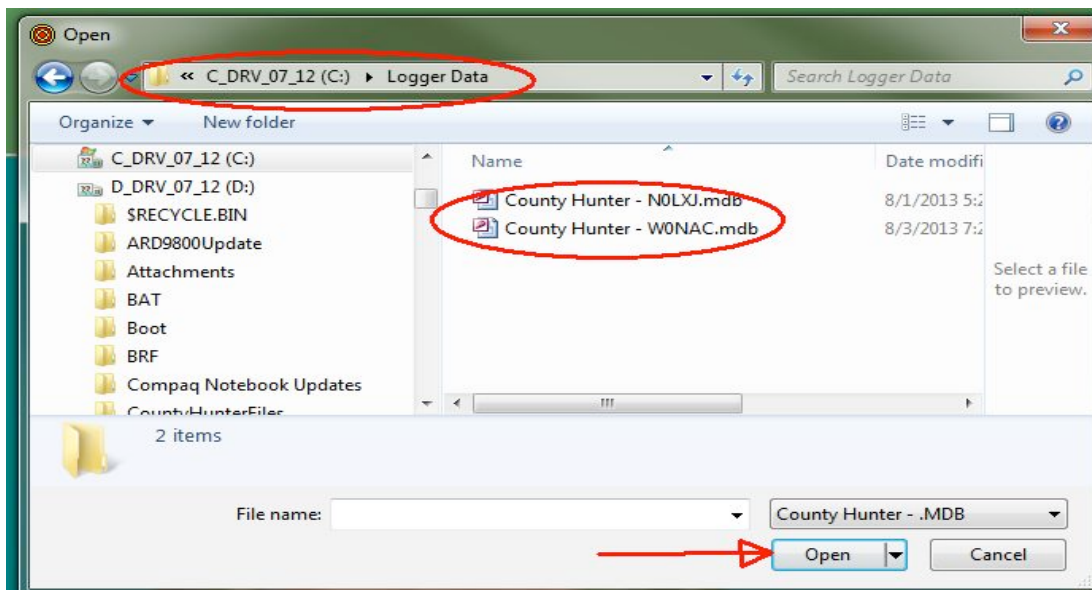 Open
« C_DRV_07_12 (C:) ▸ Logger Data
Search Logger Data
Organize
New folder
C_DRV_07_12 (C:)
D_DRV_07_12 (D:)
$RECYCLE.BIN
ARD9800Update
Attachments
BAT
Boot
BRF
Compaq Notebook Updates
CountyHunterFiles
Name
Date modifi
County Hunter - N0LXJ.mdb
8/1/2013 5:2
County Hunter - W0NAC.mdb
8/3/2013 7:2
Select a file
to preview.
2 items
File name:
County Hunter - .MDB
Open
Cancel